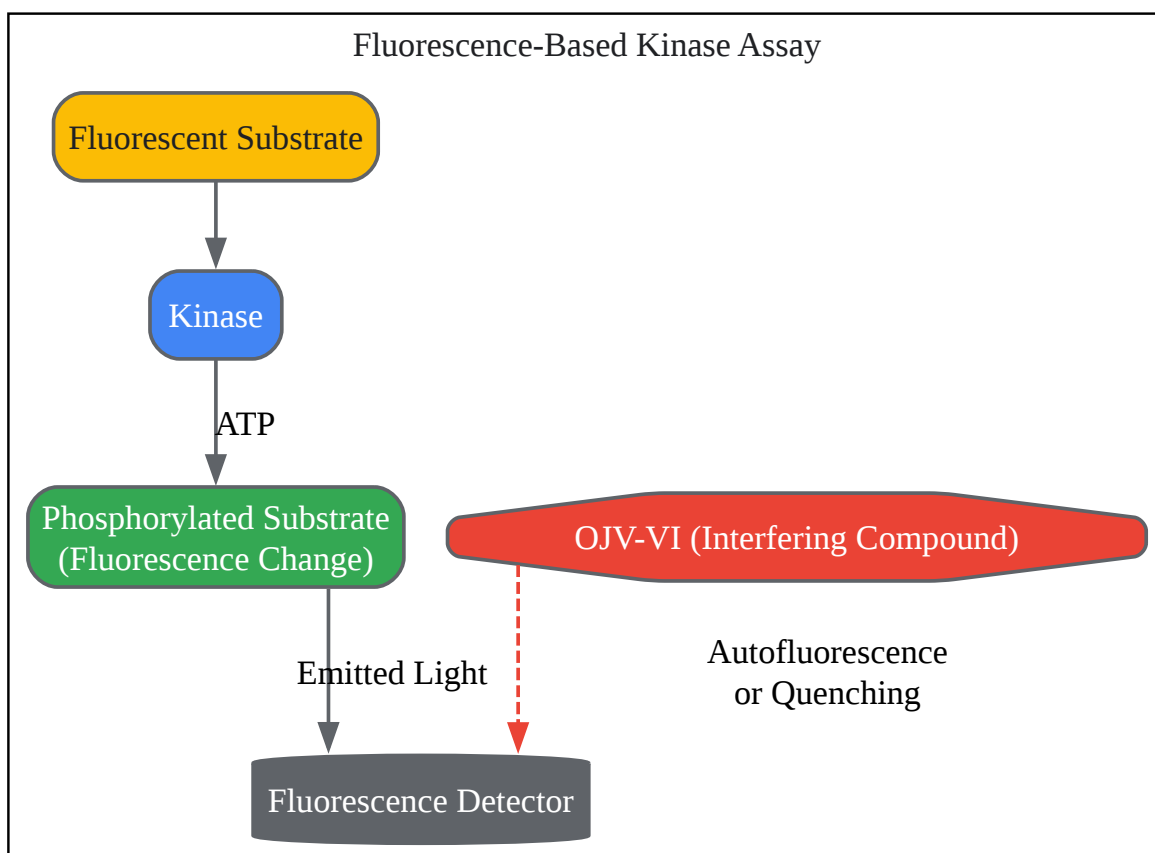 Fluorescence-Based Kinase Assay
Fluorescent Substrate
Kinase
ATP
Phosphorylated Substrate
(Fluorescence Change)
OJV-VI (Interfering Compound)
Emitted Light
Autofluorescence
or Quenching
Fluorescence Detector